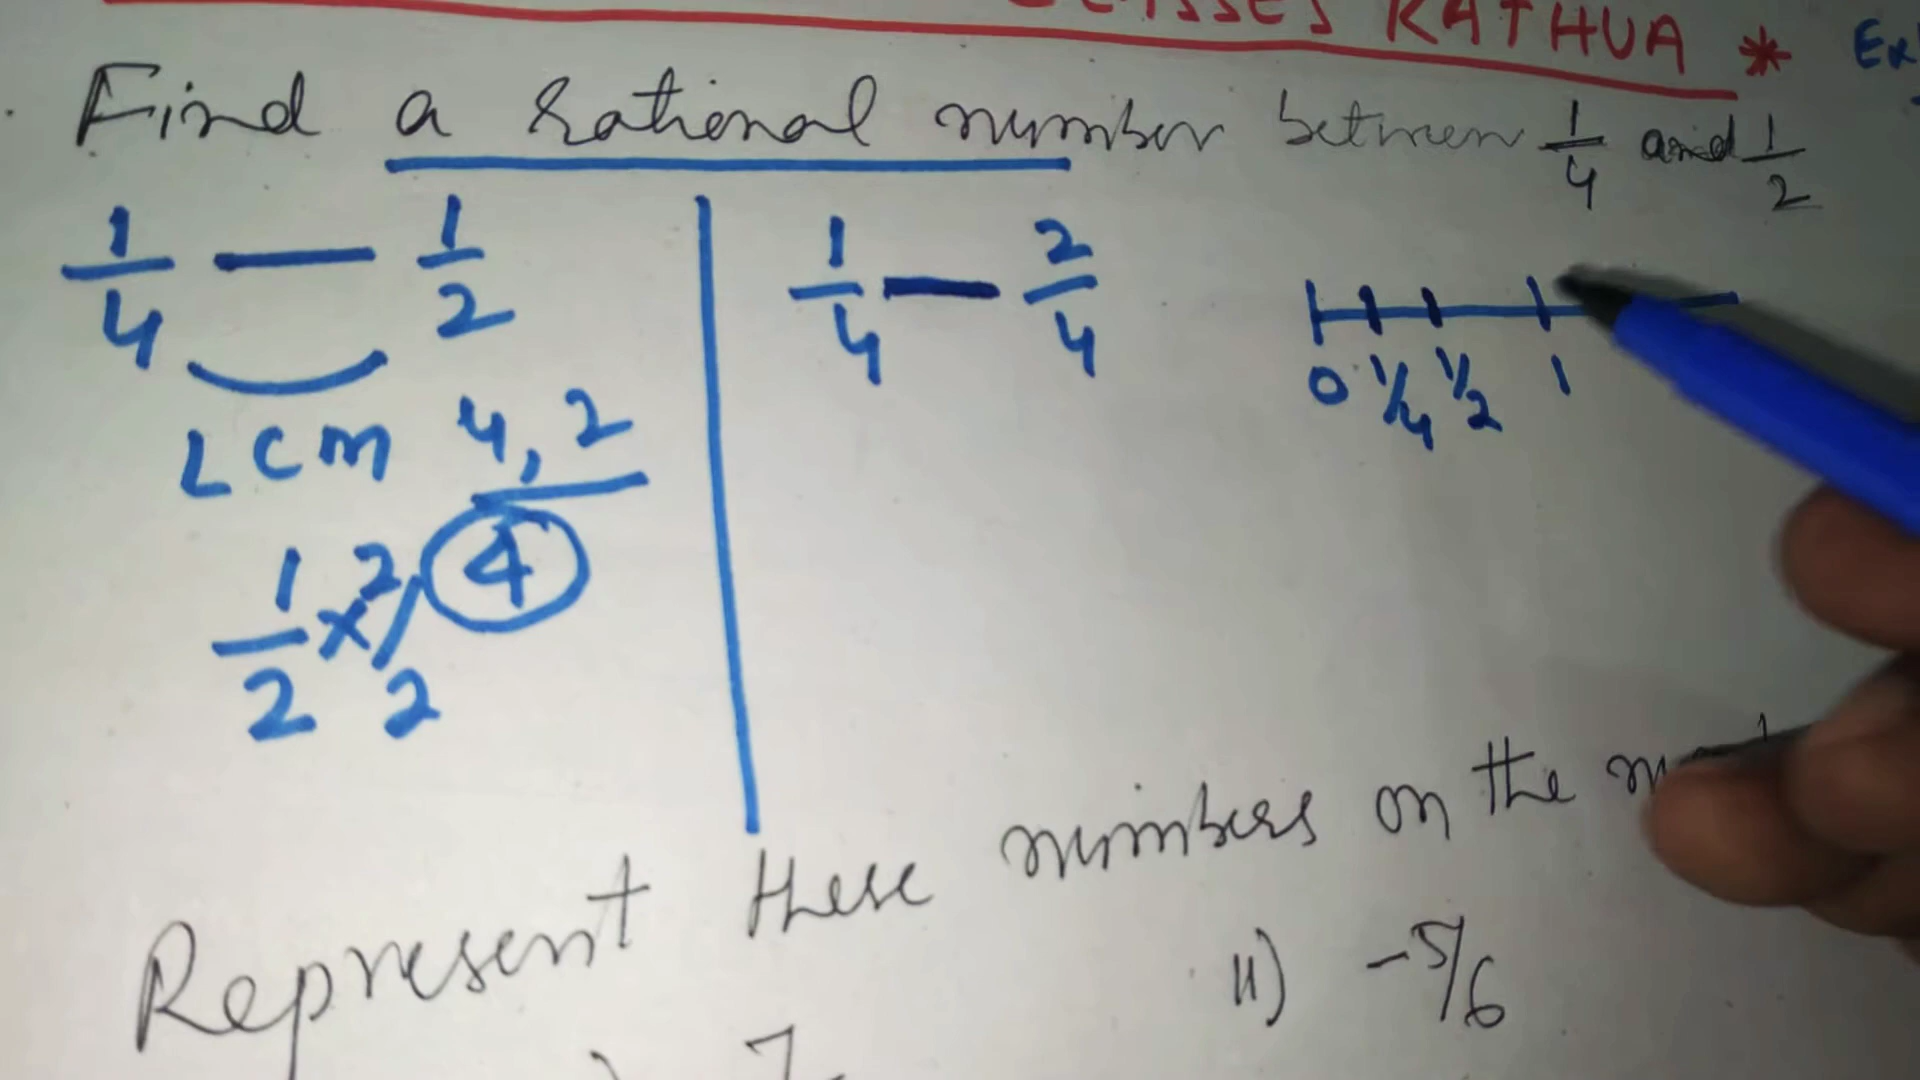 CLASSES KATHUA * Ex
Find a rational number between 1/4 and 1/2
1/4 — 1/2
LCM 4, 2
4
1/2 × 2/2
1/4 — 2/4
0 1/4 1/2 1
Represent these numbers on the
II) -5/6
7